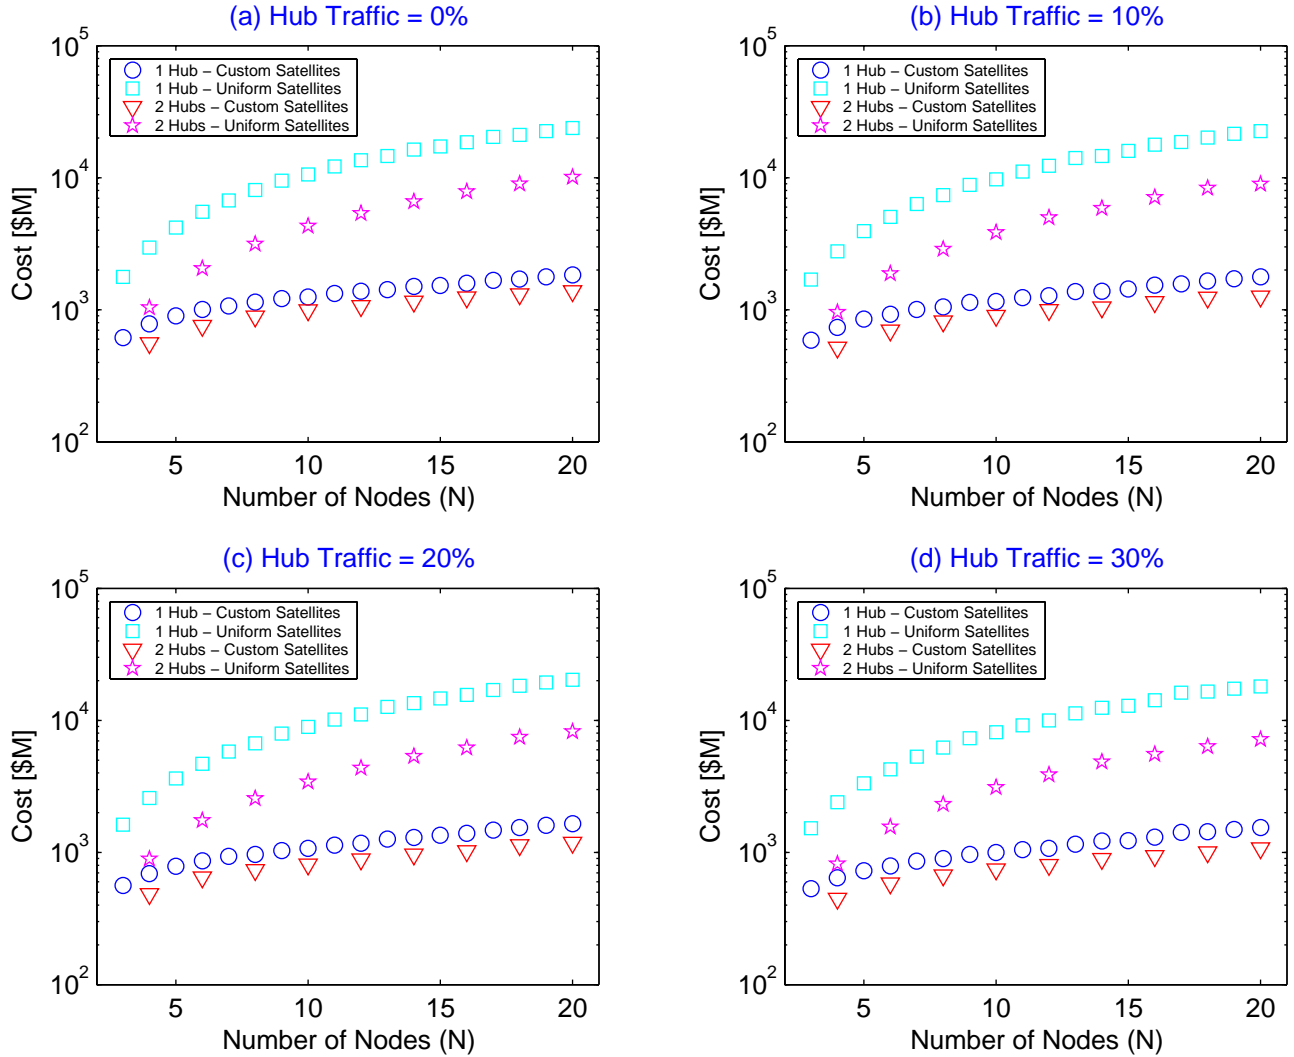 (a) Hub Traffic = 0%
10^5
10^4
10^3
10^2
Cost [$M]
1 Hub – Custom Satellites
1 Hub – Uniform Satellites
2 Hubs – Custom Satellites
2 Hubs – Uniform Satellites
5 10 15 20
Number of Nodes (N)
(b) Hub Traffic = 10%
10^5
10^4
10^3
10^2
Cost [$M]
1 Hub – Custom Satellites
1 Hub – Uniform Satellites
2 Hubs – Custom Satellites
2 Hubs – Uniform Satellites
5 10 15 20
Number of Nodes (N)
(c) Hub Traffic = 20%
10^5
10^4
10^3
10^2
Cost [$M]
1 Hub – Custom Satellites
1 Hub – Uniform Satellites
2 Hubs – Custom Satellites
2 Hubs – Uniform Satellites
5 10 15 20
Number of Nodes (N)
(d) Hub Traffic = 30%
10^5
10^4
10^3
10^2
Cost [$M]
1 Hub – Custom Satellites
1 Hub – Uniform Satellites
2 Hubs – Custom Satellites
2 Hubs – Uniform Satellites
5 10 15 20
Number of Nodes (N)